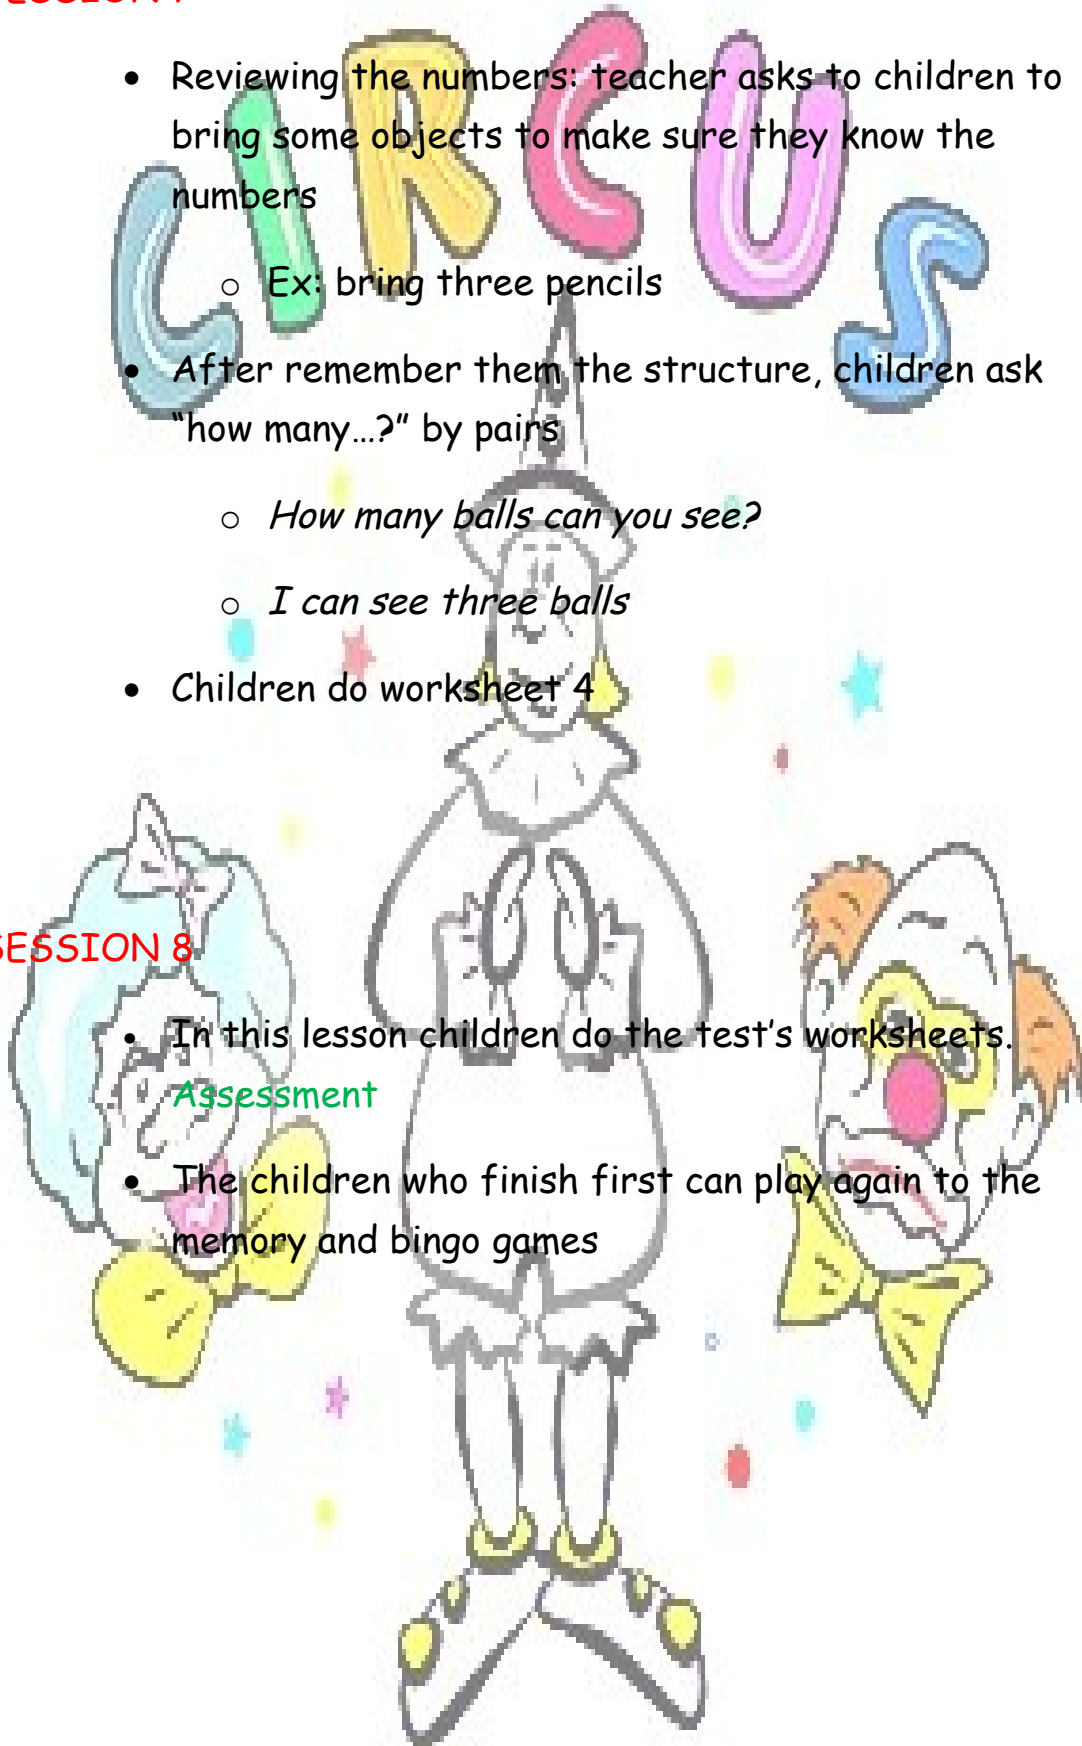 SESSION 7
CIRCUS
• Reviewing the numbers: teacher asks to children to
bring some objects to make sure they know the
numbers
o Ex: bring three pencils
• After remember them the structure, children ask
“how many…?” by pairs
o How many balls can you see?
o I can see three balls
• Children do worksheet 4
SESSION 8
• In this lesson children do the test’s worksheets.
Assessment
• The children who finish first can play again to the
memory and bingo games